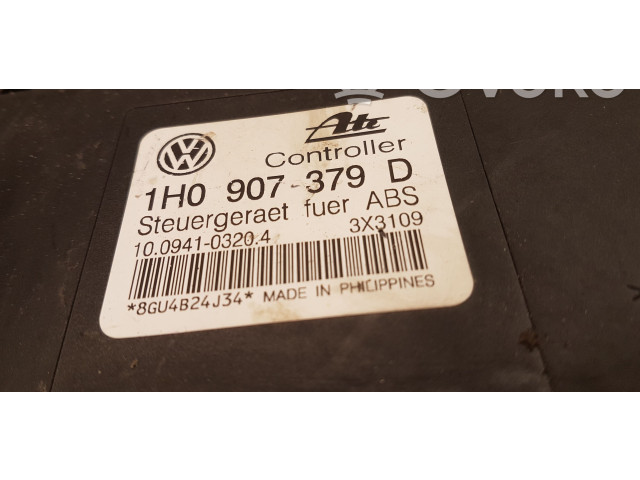 Ate
Controller
1H0 907 379 D
Steuergeraet fuer ABS
10.0941-0320.4 3X3109
*8GU4B24J34* MADE IN PHILIPPINES